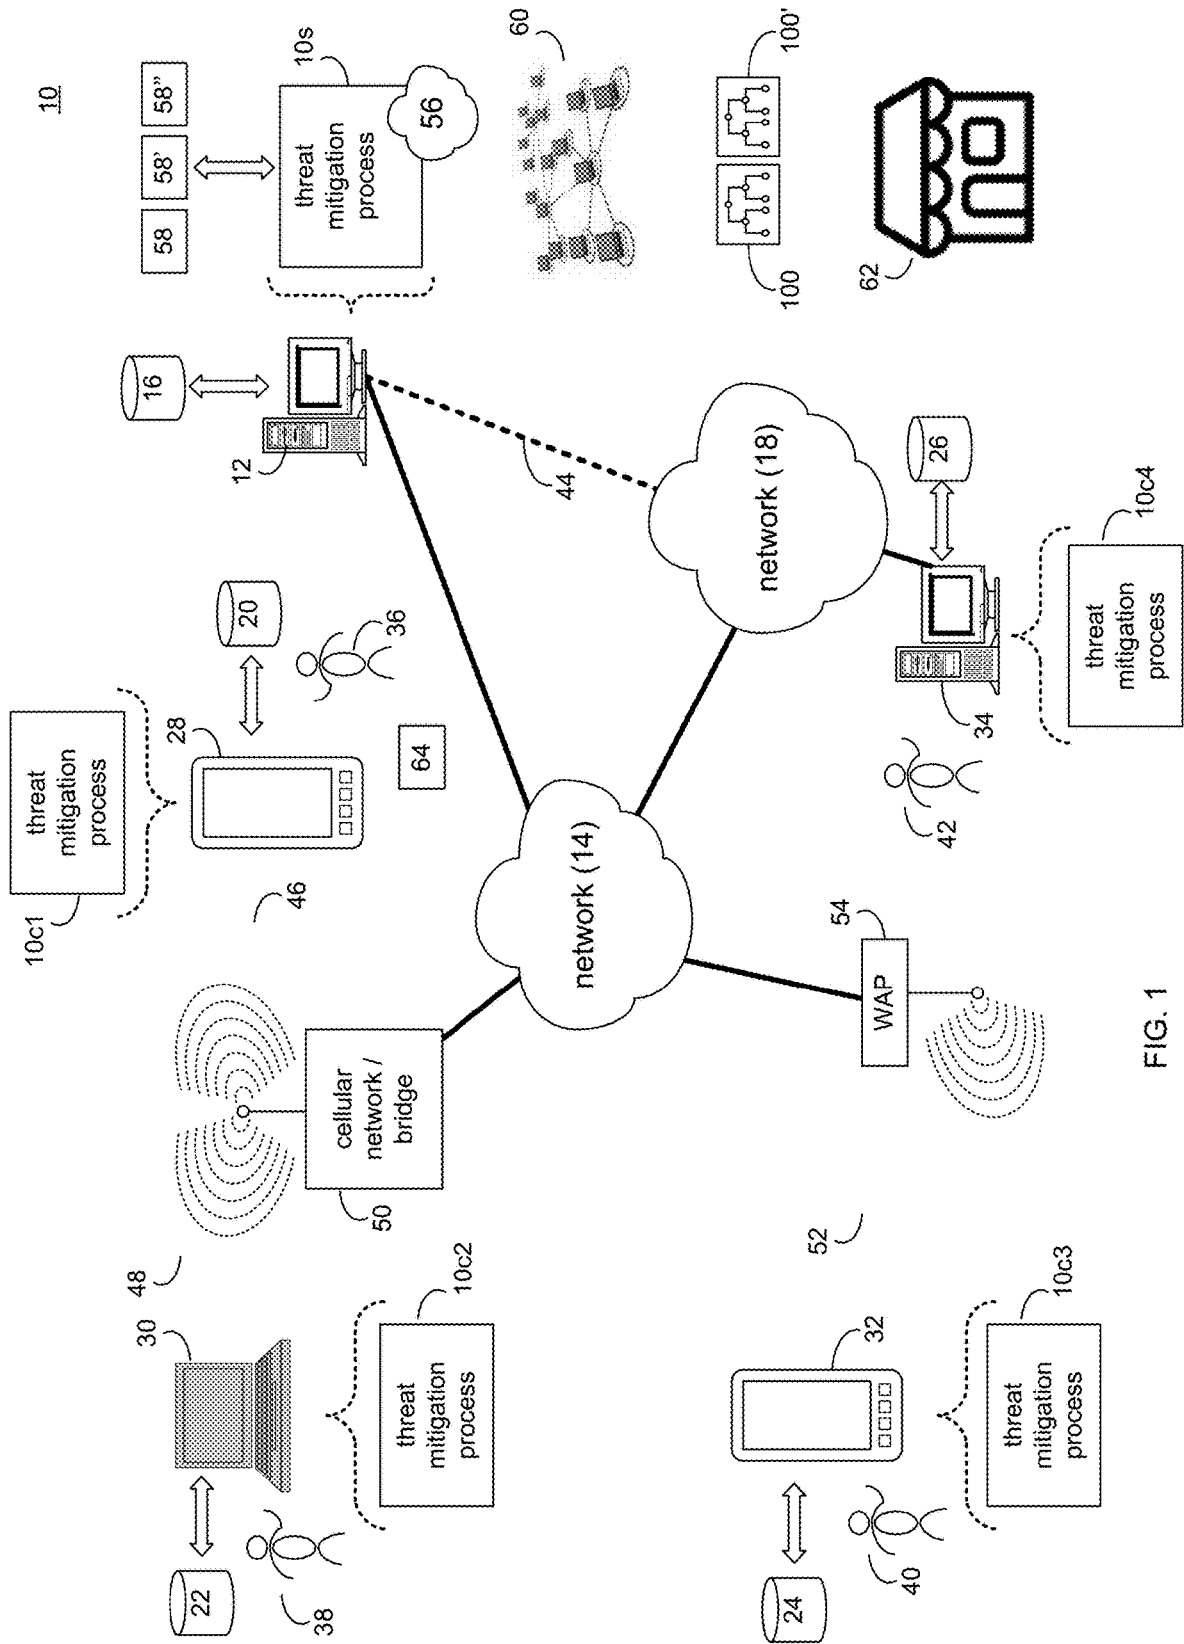 10
48
30
22
38
threat
mitigation
process
10c2
cellular
network /
bridge
50
10c1
threat
mitigation
process
28
46
20
36
64
16
12
58
58'
58''
10s
threat
mitigation
process
56
60
44
network (14)
network (18)
100
100'
62
52
32
24
40
threat
mitigation
process
10c3
54
WAP
42
34
26
threat
mitigation
process
10c4
FIG. 1